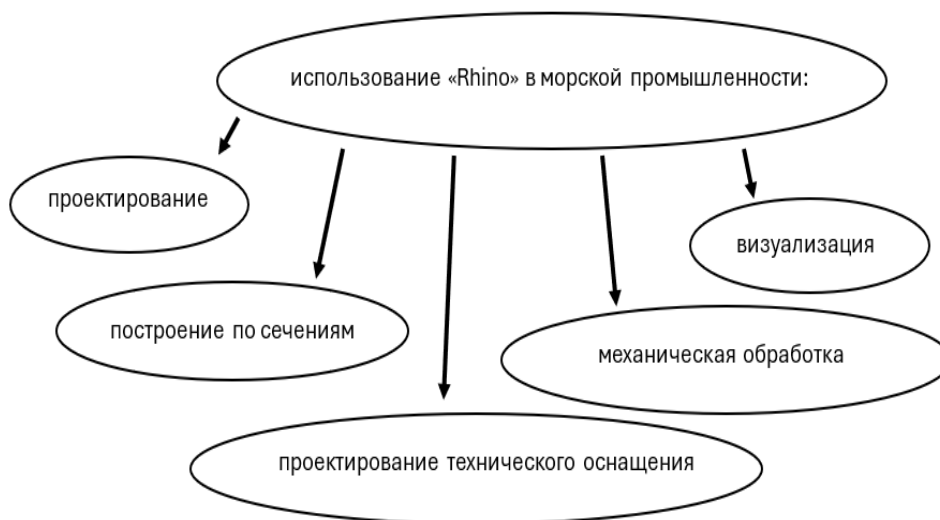 использование «Rhino» в морской промышленности:
проектирование
визуализация
построение по сечениям
механическая обработка
проектирование технического оснащения